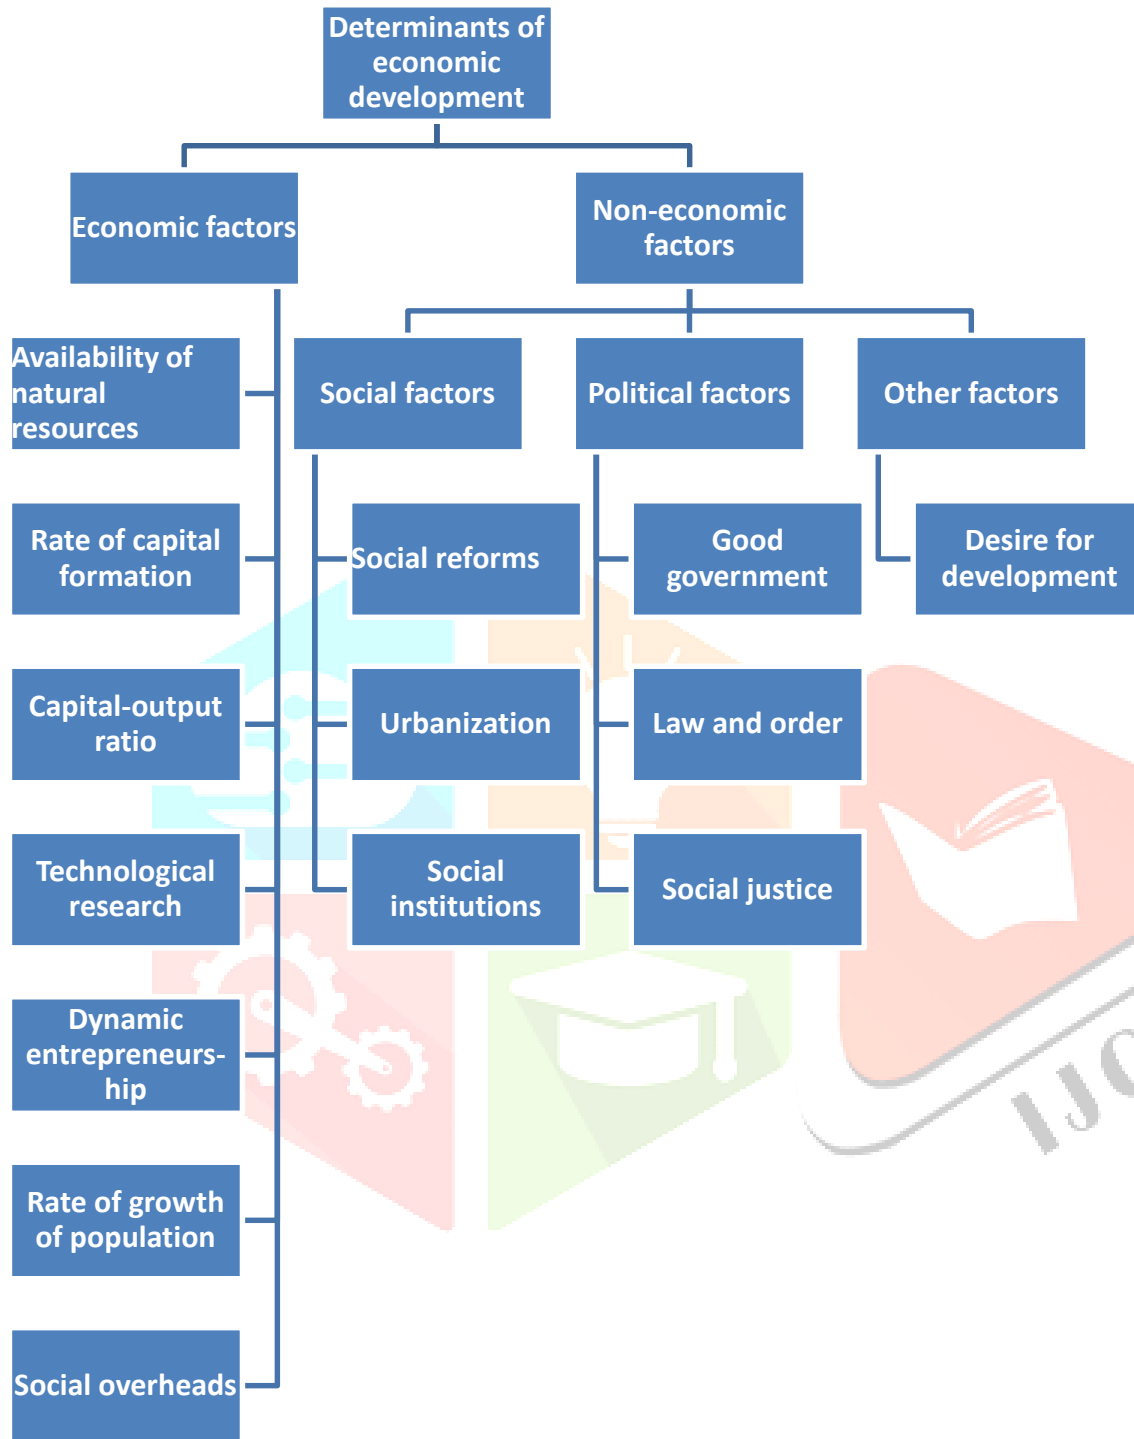 Determinants of
economic
development
Economic factors
Non-economic
factors
Availability of
natural
resources
Social factors
Political factors
Other factors
Rate of capital
formation
Social reforms
Good
government
Desire for
development
Capital-output
ratio
Urbanization
Law and order
Technological
research
Social
institutions
Social justice
Dynamic
entrepreneurs-
hip
Rate of growth
of population
Social overheads